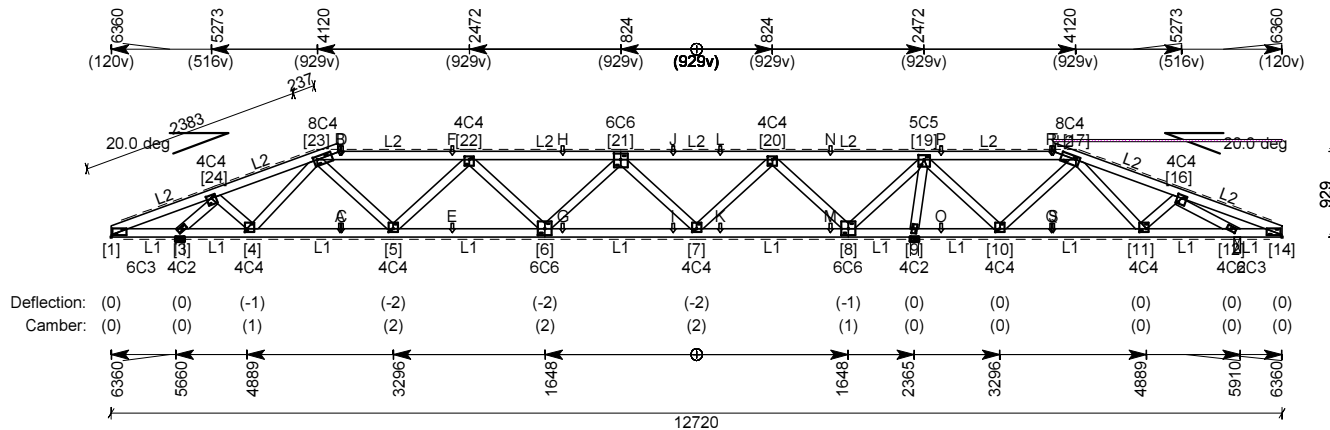 6360 5273 4120 2472 824 824 2472 4120 5273 6360
(120v) (516v) (929v) (929v) (929v) (929v) (929v) (929v) (929v) (516v) (120v)
237
2383
20.0 deg
20.0 deg
8C4 4C4 6C6 4C4 5C5 8C4
[23] [22] [21] [20] [19] [17]
4C4
[24]
4C4
[16]
L2 L2 L2 L2 L2 L2 L2 L2 L2
F H J L N P R
929
C E G I K M O
[1] L1 [3] L1 [4] L1 [5] L1 [6] L1 [7] L1 [8] L1 [9] L1 [10] L1 [11] L1 L1 [14]
6C3 4C2 4C4 4C4 6C6 4C4 6C6 4C2 4C4 4C4 6C3
Deflection: (0) (0) (-1) (-2) (-2) (-2) (-1) (0) (0) (0) (0) (0)
Camber: (0) (0) (1) (2) (2) (2) (1) (0) (0) (0) (0) (0)
6360 5660 4889 3296 1648 1648 2365 3296 4889 5910 6360
12720